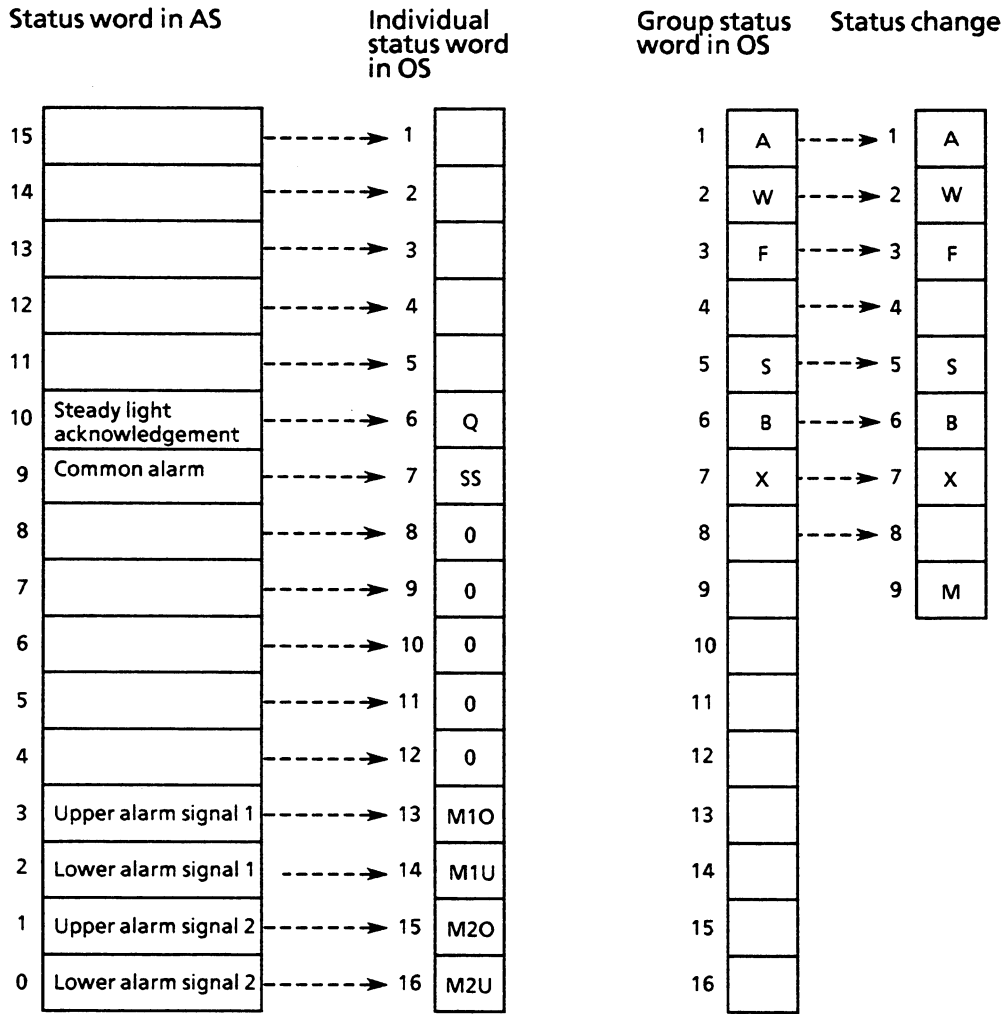 Status word in AS
Individual
status word
in OS
Group status
word in OS
Status change
15 1 1 A 1 A
14 2 2 W 2 W
13 3 3 F 3 F
12 4 4 4
11 5 5 S 5 S
10 Steady light
acknowledgement 6 Q 6 B 6 B
9 Common alarm 7 SS 7 X 7 X
8 8 0 8 8
7 9 0 9 9 M
6 10 0 10
5 11 0 11
4 12 0 12
3 Upper alarm signal 1 13 M1O 13
2 Lower alarm signal 1 14 M1U 14
1 Upper alarm signal 2 15 M2O 15
0 Lower alarm signal 2 16 M2U 16